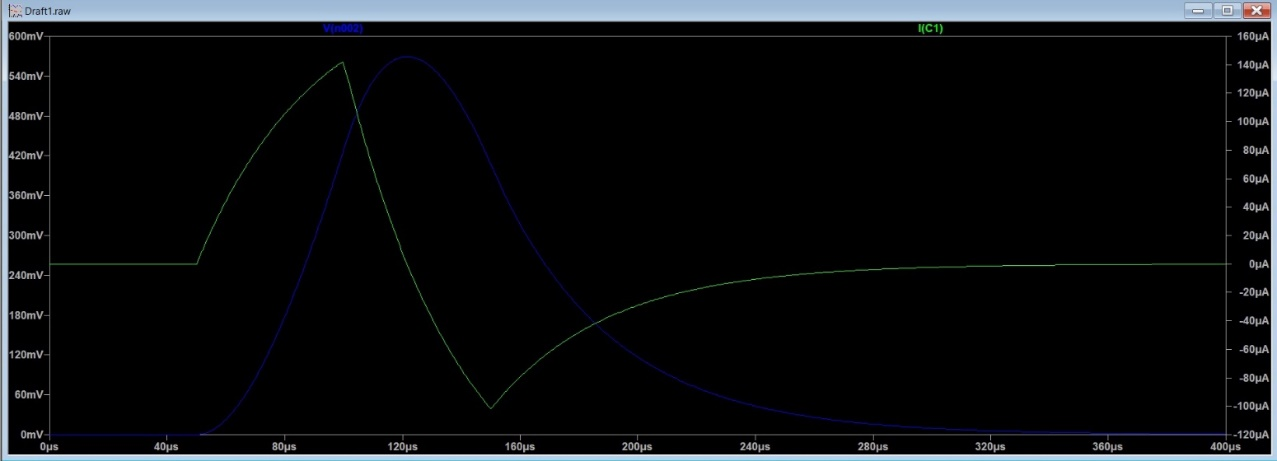 Draft1.raw
V(n002) I(C1)
600mV 160µA
540mV 140µA
480mV 120µA
420mV 100µA
360mV 80µA
300mV 60µA
240mV 40µA
180mV 20µA
120mV 0µA
60mV -20µA
0mV -40µA
-60µA
-80µA
-100µA
-120µA
0µs 40µs 80µs 120µs 160µs 200µs 240µs 280µs 320µs 360µs 400µs